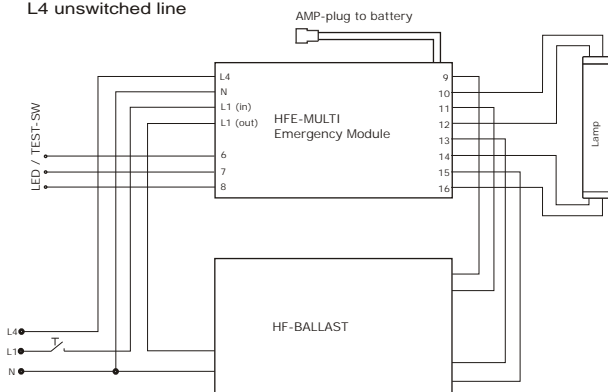 L4 unswitched line
AMP-plug to battery
L4
N
L1 (in)
L1 (out)
6
7
8
HFE-MULTI
Emergency Module
9
10
11
12
13
14
15
16
Lamp
LED / TEST-SW
HF-BALLAST
L4
L1
T
N